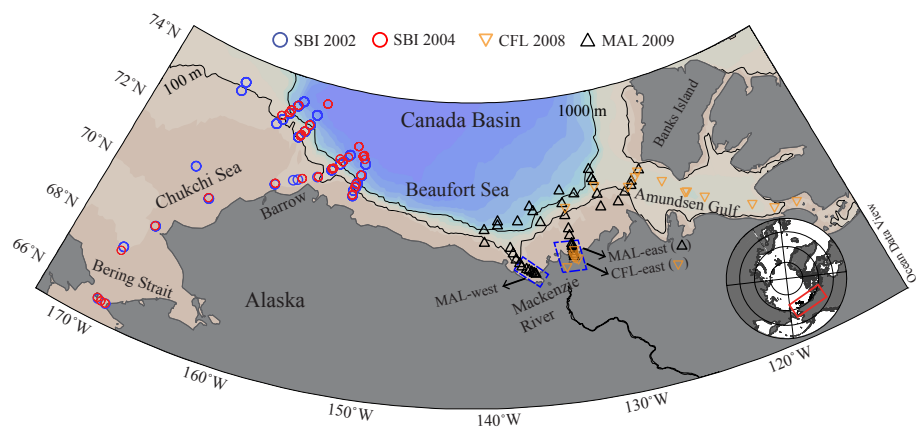 SBI 2002 SBI 2004 CFL 2008 MAL 2009
74˚N
72˚N
70˚N
68˚N
66˚N
100 m
1000 m
Canada Basin
Banks Island
Chukchi Sea
Beaufort Sea
Amundsen Gulf
Barrow
Bering Strait
Alaska
MAL-west
Mackenzie
River
MAL-east (△)
CFL-east (▽)
Ocean Data View
170˚W
160˚W
150˚W
140˚W
130˚W
120˚W